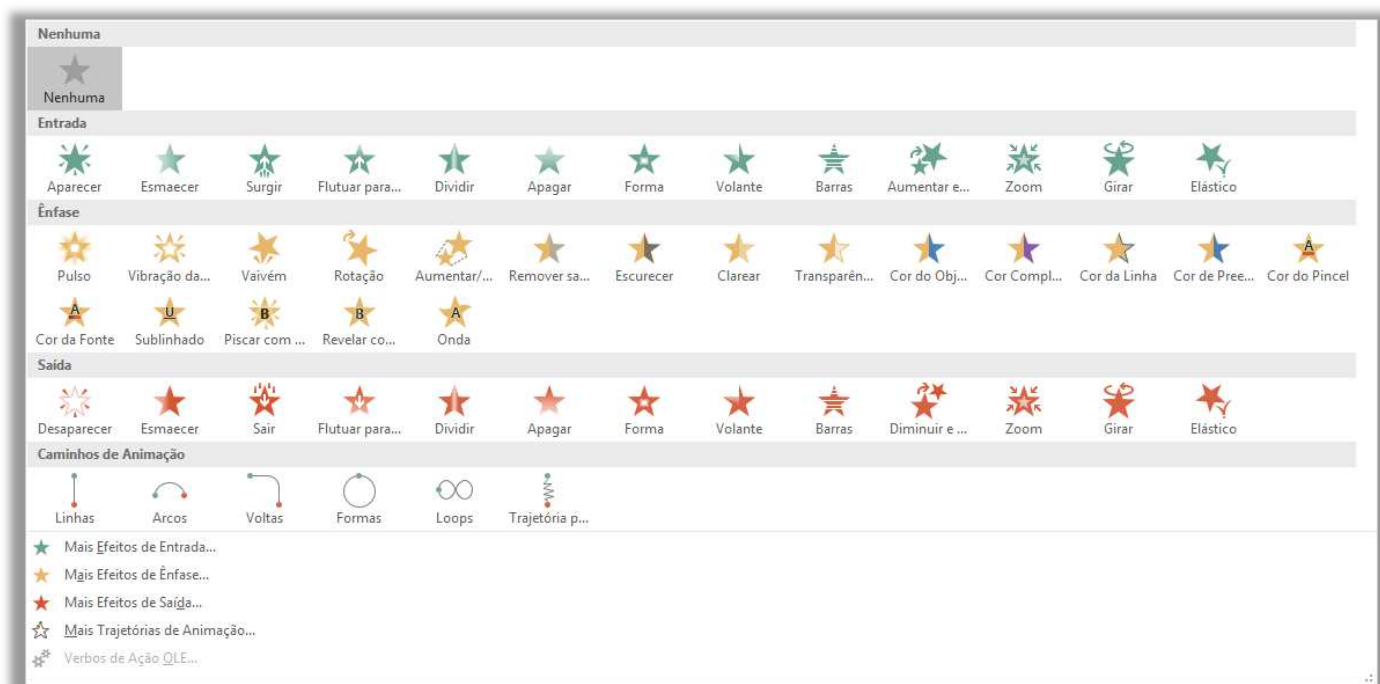 Nenhuma
Nenhuma
Entrada
Aparecer Esmaecer Surgir Flutuar para... Dividir Apagar Forma Volante Barras Aumentar e... Zoom Girar Elástico
Ênfase
Pulso Vibração da... Vaivém Rotação Aumentar/... Remover sa... Escurecer Clarear Transparên... Cor do Obj... Cor Compl... Cor da Linha Cor de Pree... Cor do Pincel
Cor da Fonte Sublinhado Piscar com ... Revelar co... Onda
Saída
Desaparecer Esmaecer Sair Flutuar para... Dividir Apagar Forma Volante Barras Diminuir e ... Zoom Girar Elástico
Caminhos de Animação
Linhas Arcos Voltas Formas Loops Trajetória p...
Mais Efeitos de Entrada...
Mais Efeitos de Ênfase...
Mais Efeitos de Saída...
Mais Trajetórias de Animação...
Verbos de Ação OLE...